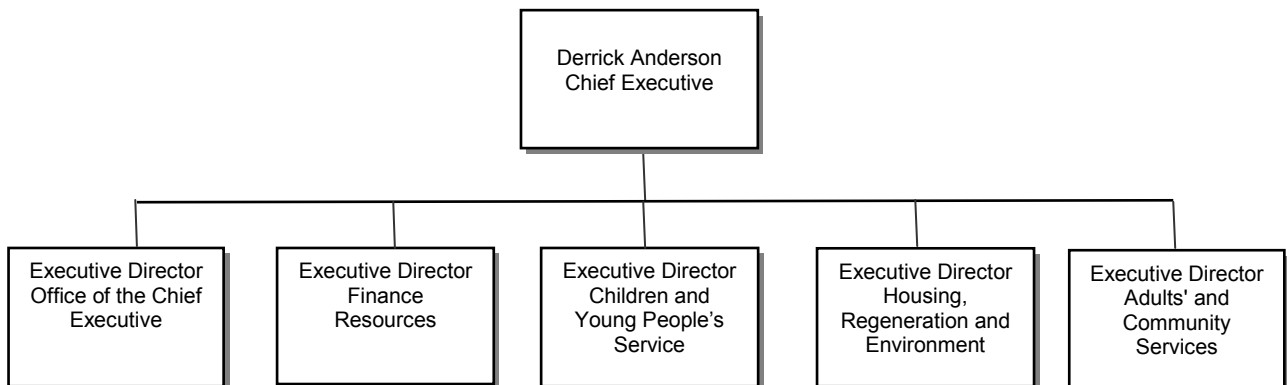 Derrick Anderson
Chief Executive
Executive Director
Office of the Chief
Executive
Executive Director
Finance
Resources
Executive Director
Children and
Young People’s
Service
Executive Director
Housing,
Regeneration and
Environment
Executive Director
Adults' and
Community
Services